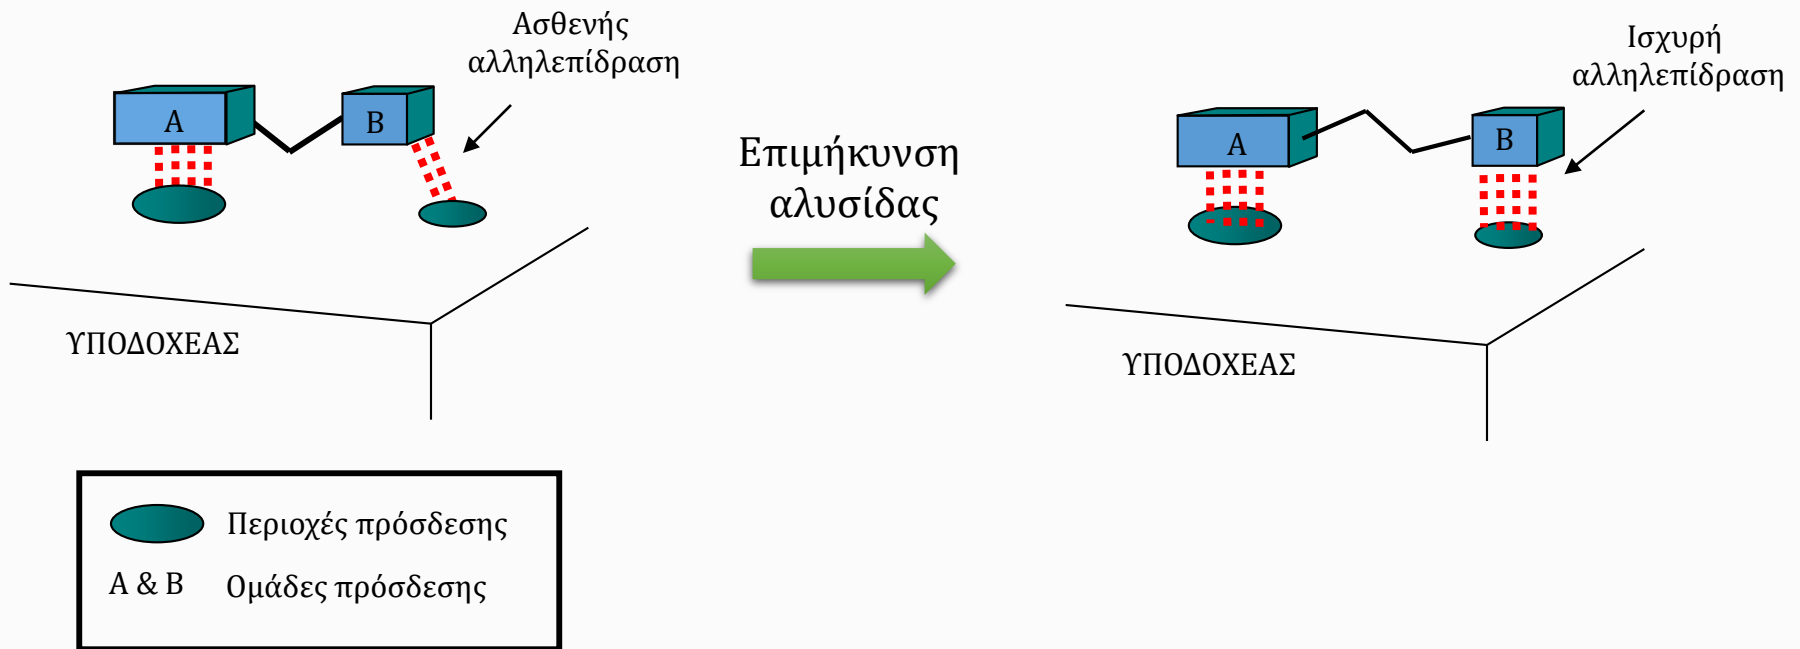 Ασθενής
αλληλεπίδραση
Α
Β
ΥΠΟΔΟΧΕΑΣ
Επιμήκυνση
αλυσίδας
Ισχυρή
αλληλεπίδραση
Α
Β
ΥΠΟΔΟΧΕΑΣ
Περιοχές πρόσδεσης
Α & Β Ομάδες πρόσδεσης